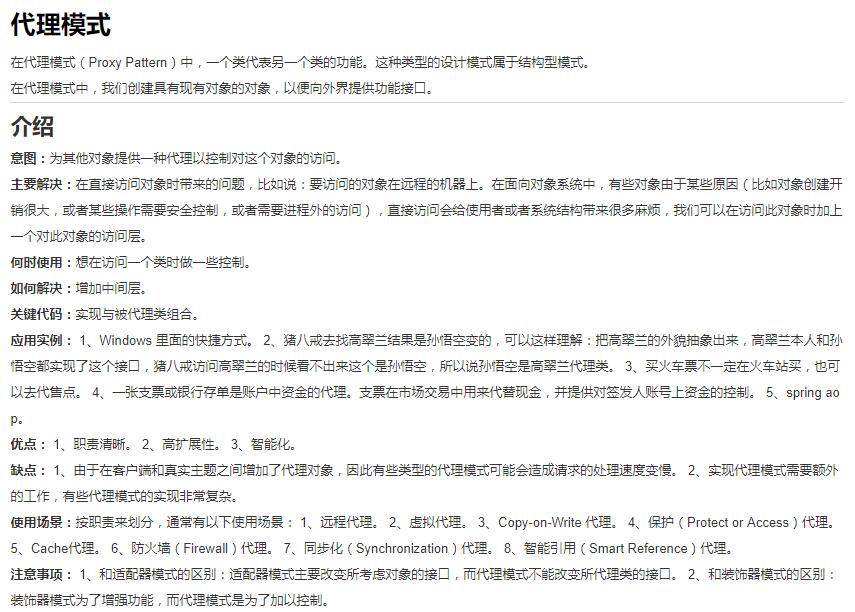 代理模式
在代理模式（Proxy Pattern）中，一个类代表另一个类的功能。这种类型的设计模式属于结构型模式。
在代理模式中，我们创建具有现有对象的对象，以便向外界提供功能接口。
介绍
意图：为其他对象提供一种代理以控制对这个对象的访问。
主要解决：在直接访问对象时带来的问题，比如说：要访问的对象在远程的机器上。在面向对象系统中，有些对象由于某些原因（比如对象创建开
销很大，或者某些操作需要安全控制，或者需要进程外的访问），直接访问会给使用者或者系统结构带来很多麻烦，我们可以在访问此对象时加上
一个对此对象的访问层。
何时使用：想在访问一个类时做一些控制。
如何解决：增加中间层。
关键代码：实现与被代理类组合。
应用实例： 1、Windows 里面的快捷方式。 2、猪八戒去找高翠兰结果是孙悟空变的，可以这样理解：把高翠兰的外貌抽象出来，高翠兰本人和孙
悟空都实现了这个接口，猪八戒访问高翠兰的时候看不出来这个是孙悟空，所以说孙悟空是高翠兰代理类。 3、买火车票不一定在火车站买，也可
以去代售点。 4、一张支票或银行存单是账户中资金的代理。支票在市场交易中用来代替现金，并提供对签发人账号上资金的控制。 5、spring ao
p。
优点： 1、职责清晰。 2、高扩展性。 3、智能化。
缺点： 1、由于在客户端和真实主题之间增加了代理对象，因此有些类型的代理模式可能会造成请求的处理速度变慢。 2、实现代理模式需要额外
的工作，有些代理模式的实现非常复杂。
使用场景：按职责来划分，通常有以下使用场景： 1、远程代理。 2、虚拟代理。 3、Copy-on-Write 代理。 4、保护（Protect or Access）代理。
5、Cache代理。 6、防火墙（Firewall）代理。 7、同步化（Synchronization）代理。 8、智能引用（Smart Reference）代理。
注意事项： 1、和适配器模式的区别：适配器模式主要改变所考虑对象的接口，而代理模式不能改变所代理类的接口。 2、和装饰器模式的区别：
装饰器模式为了增强功能，而代理模式是为了加以控制。